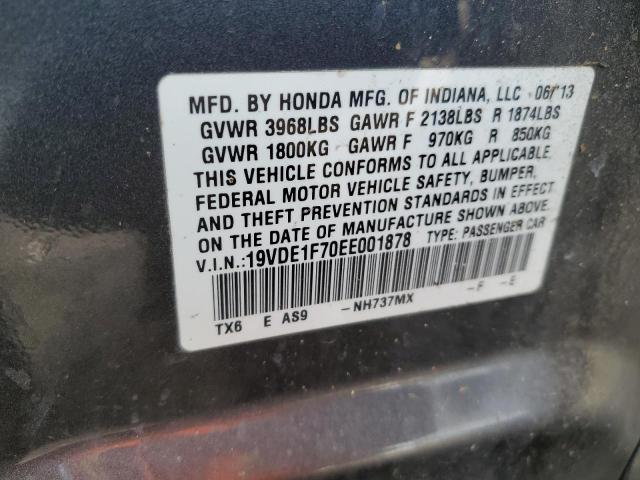 MFD. BY HONDA MFG. OF INDIANA, LLC 06/13
GVWR 3968LBS GAWR F 2138LBS R 1874LBS
GVWR 1800KG GAWR F 970KG R 850KG
THIS VEHICLE CONFORMS TO ALL APPLICABLE
FEDERAL MOTOR VEHICLE SAFETY, BUMPER,
AND THEFT PREVENTION STANDARDS IN EFFECT
ON THE DATE OF MANUFACTURE SHOWN ABOVE.
V.I.N.:19VDE1F70EE001878 TYPE: PASSENGER CAR
TX6 E AS9 -NH737MX -F -E